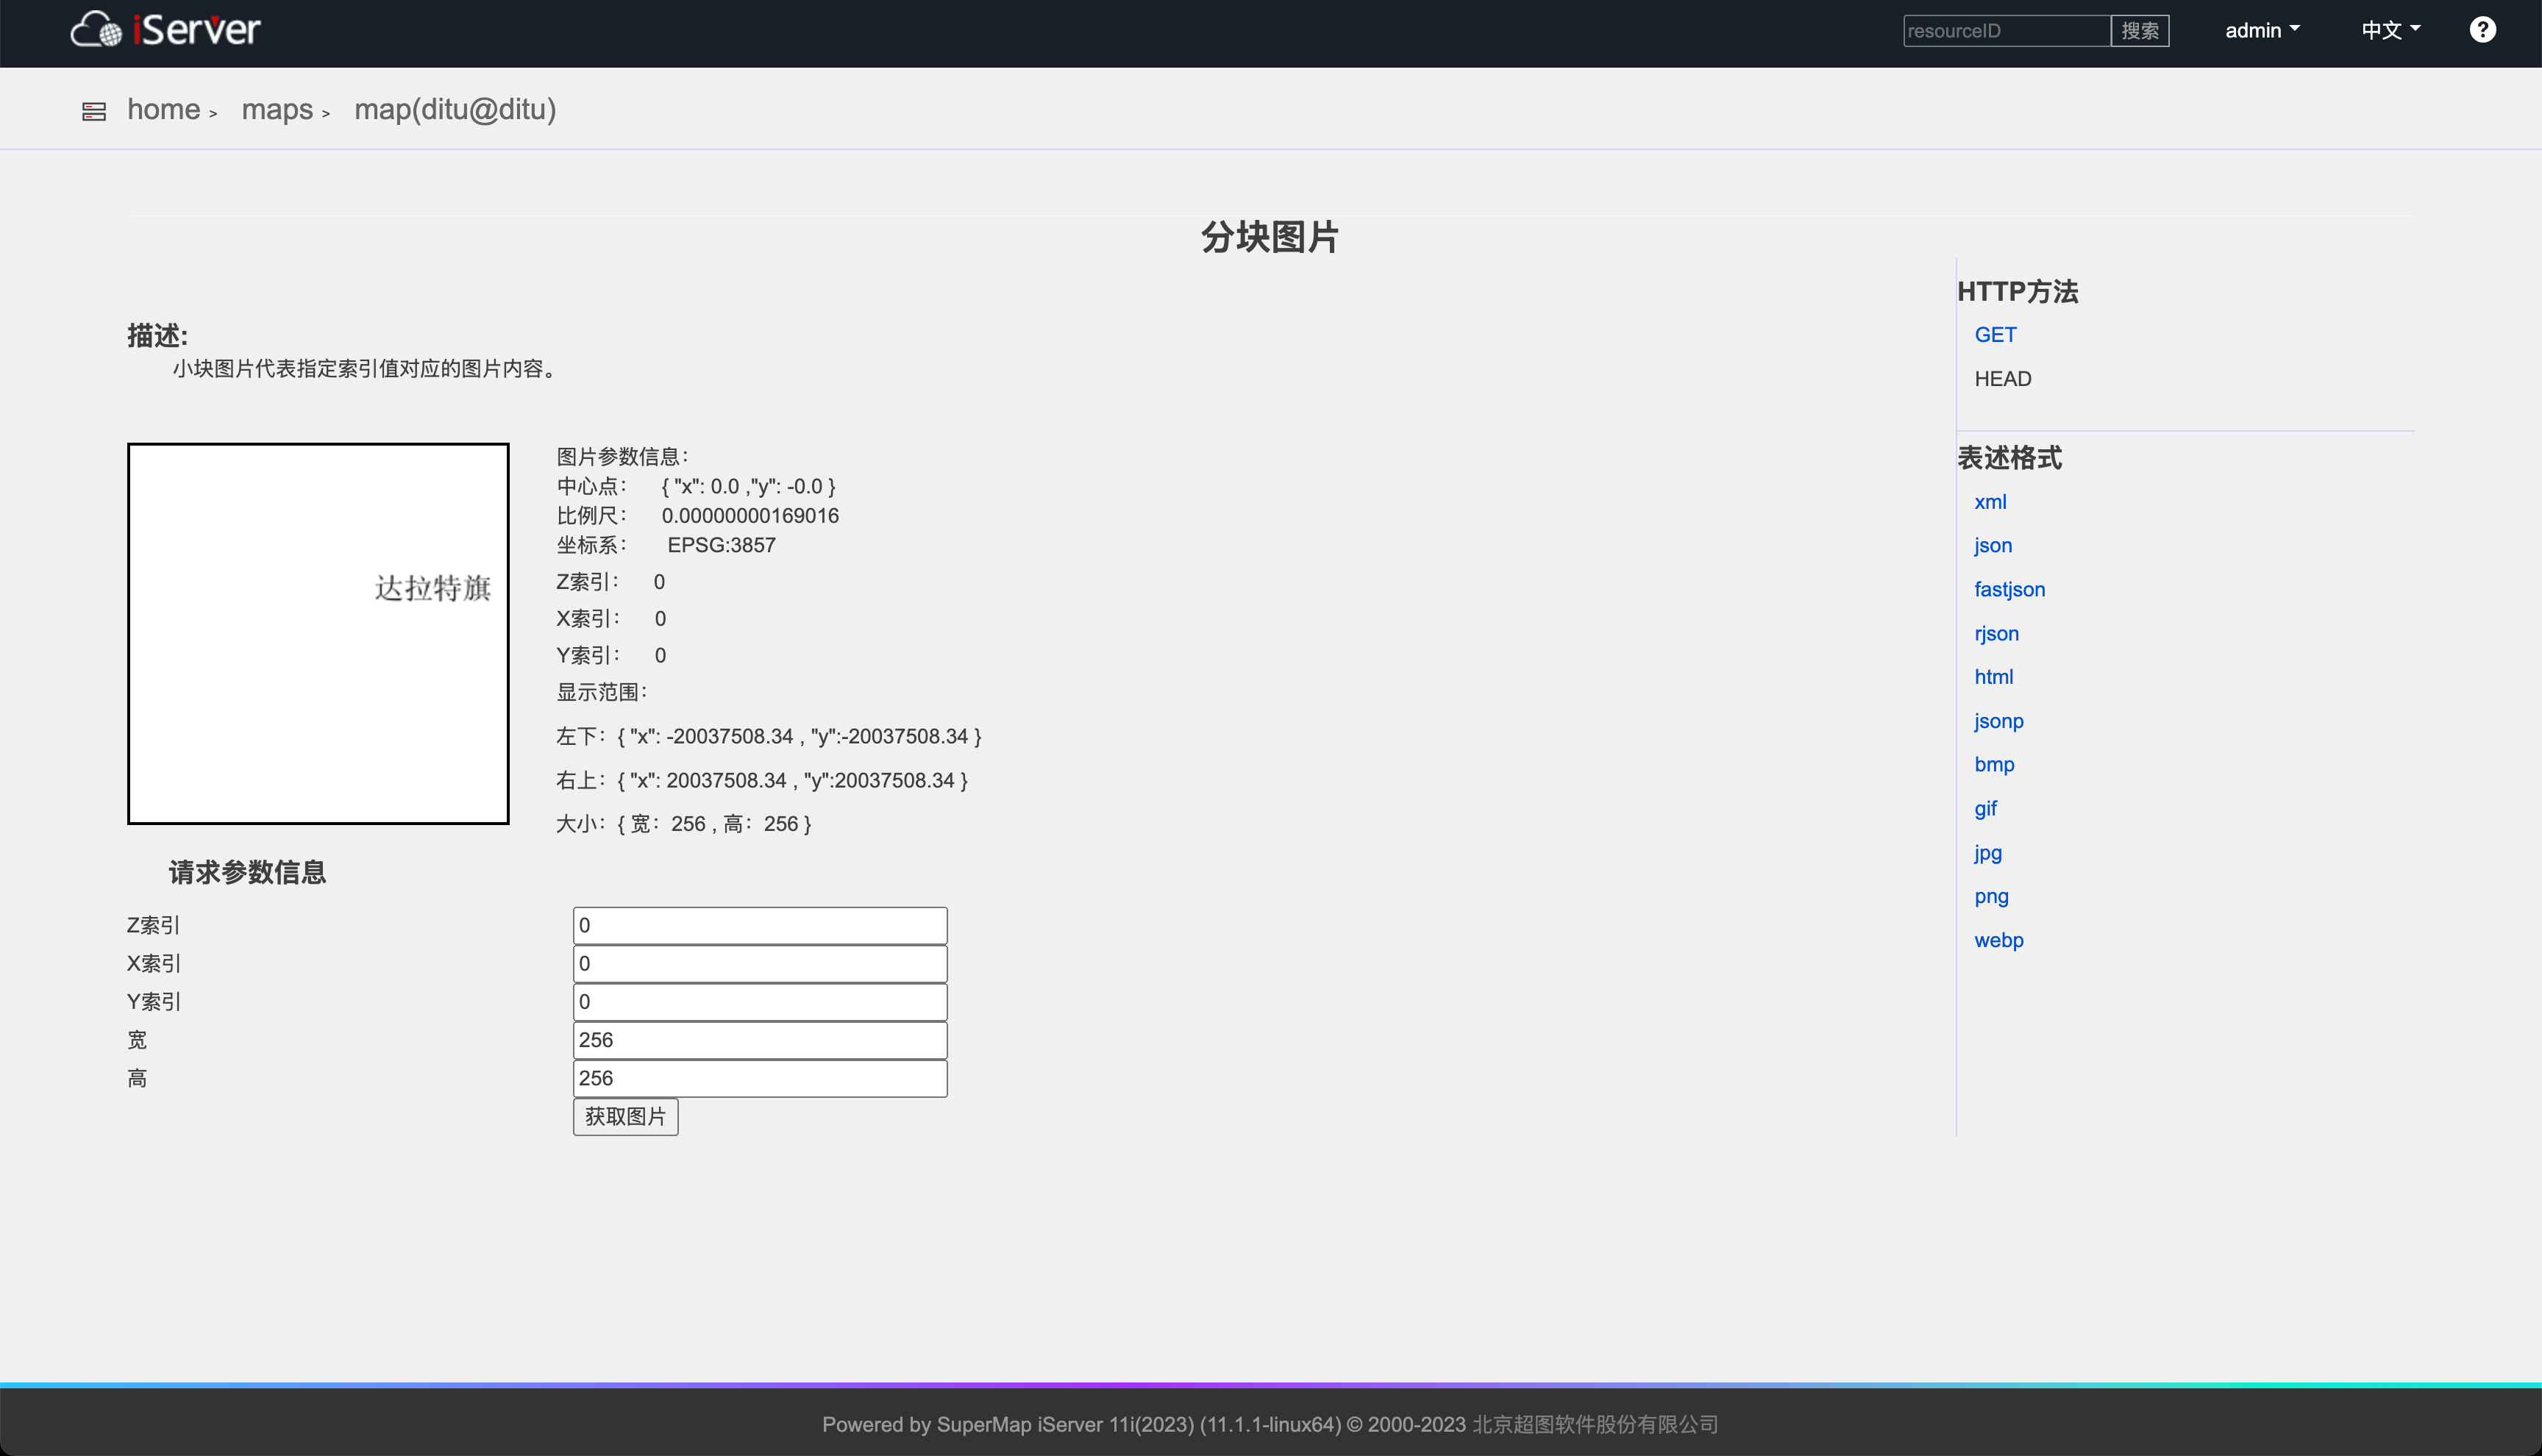 iServer
resourceID 搜索 admin 中文 ?
home > maps > map(ditu@ditu)
分块图片
描述:
小块图片代表指定索引值对应的图片内容。
达拉特旗
图片参数信息：
中心点： { "x": 0.0 ,"y": -0.0 }
比例尺： 0.00000000169016
坐标系： EPSG:3857
Z索引： 0
X索引： 0
Y索引： 0
显示范围：
左下：{ "x": -20037508.34 , "y":-20037508.34 }
右上：{ "x": 20037508.34 , "y":20037508.34 }
大小：{ 宽：256 , 高：256 }
请求参数信息
Z索引 0
X索引 0
Y索引 0
宽 256
高 256
获取图片
HTTP方法
GET
HEAD
表述格式
xml
json
fastjson
rjson
html
jsonp
bmp
gif
jpg
png
webp
Powered by SuperMap iServer 11i(2023) (11.1.1-linux64) © 2000-2023 北京超图软件股份有限公司